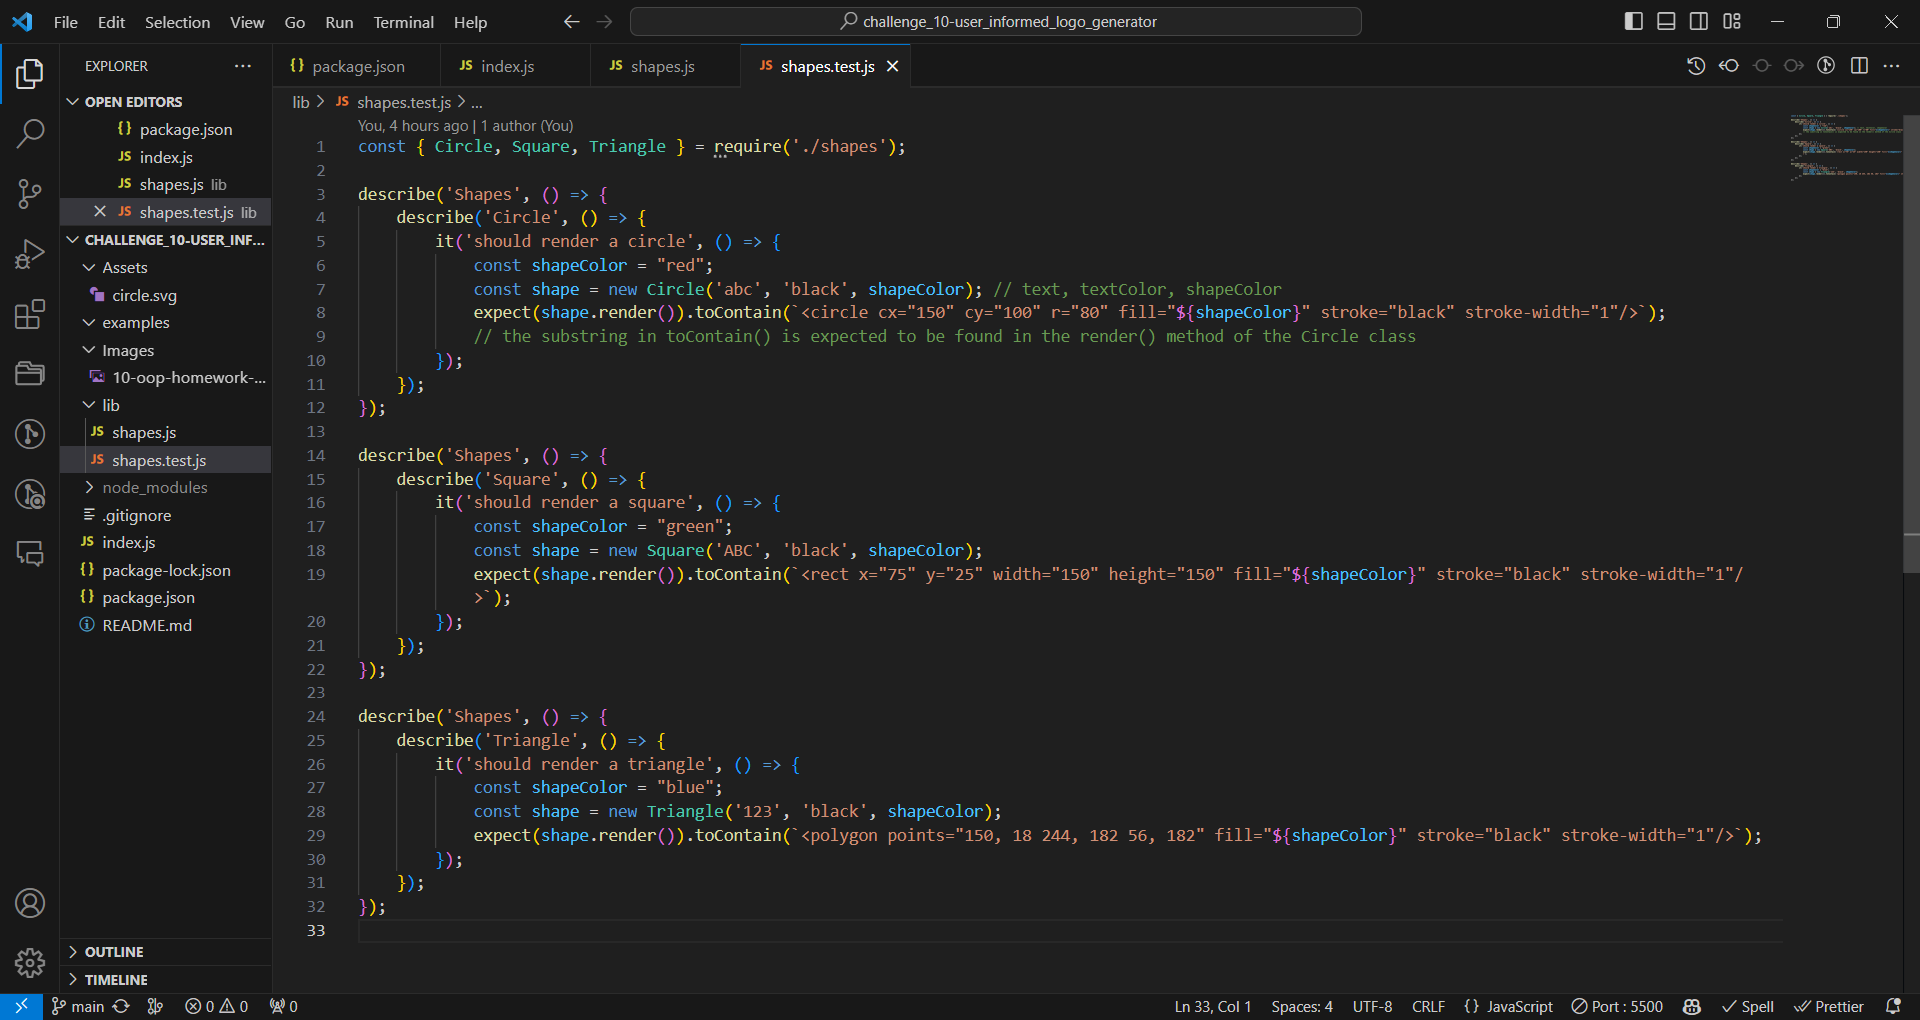 File Edit Selection View Go Run Terminal Help
challenge_10-user_informed_logo_generator
EXPLORER
OPEN EDITORS
package.json
index.js
shapes.js lib
shapes.test.js lib
CHALLENGE_10-USER_INF...
Assets
circle.svg
examples
Images
10-oop-homework-...
lib
shapes.js
shapes.test.js
node_modules
.gitignore
index.js
package-lock.json
package.json
README.md
OUTLINE
TIMELINE
package.json index.js shapes.js shapes.test.js
lib > JS shapes.test.js > ...
You, 4 hours ago | 1 author (You)
1 const { Circle, Square, Triangle } = require('./shapes');
2
3 describe('Shapes', () => {
4     describe('Circle', () => {
5         it('should render a circle', () => {
6             const shapeColor = "red";
7             const shape = new Circle('abc', 'black', shapeColor); // text, textColor, shapeColor
8             expect(shape.render()).toContain(`<circle cx="150" cy="100" r="80" fill="${shapeColor}" stroke="black" stroke-width="1"/>`);
9             // the substring in toContain() is expected to be found in the render() method of the Circle class
10         });
11     });
12 });
13
14 describe('Shapes', () => {
15     describe('Square', () => {
16         it('should render a square', () => {
17             const shapeColor = "green";
18             const shape = new Square('ABC', 'black', shapeColor);
19             expect(shape.render()).toContain(`<rect x="75" y="25" width="150" height="150" fill="${shapeColor}" stroke="black" stroke-width="1"/
>`);
20         });
21     });
22 });
23
24 describe('Shapes', () => {
25     describe('Triangle', () => {
26         it('should render a triangle', () => {
27             const shapeColor = "blue";
28             const shape = new Triangle('123', 'black', shapeColor);
29             expect(shape.render()).toContain(`<polygon points="150, 18 244, 182 56, 182" fill="${shapeColor}" stroke="black" stroke-width="1"/>`);
30         });
31     });
32 });
33
main 0 0 0 Ln 33, Col 1 Spaces: 4 UTF-8 CRLF {} JavaScript Port : 5500 Spell Prettier